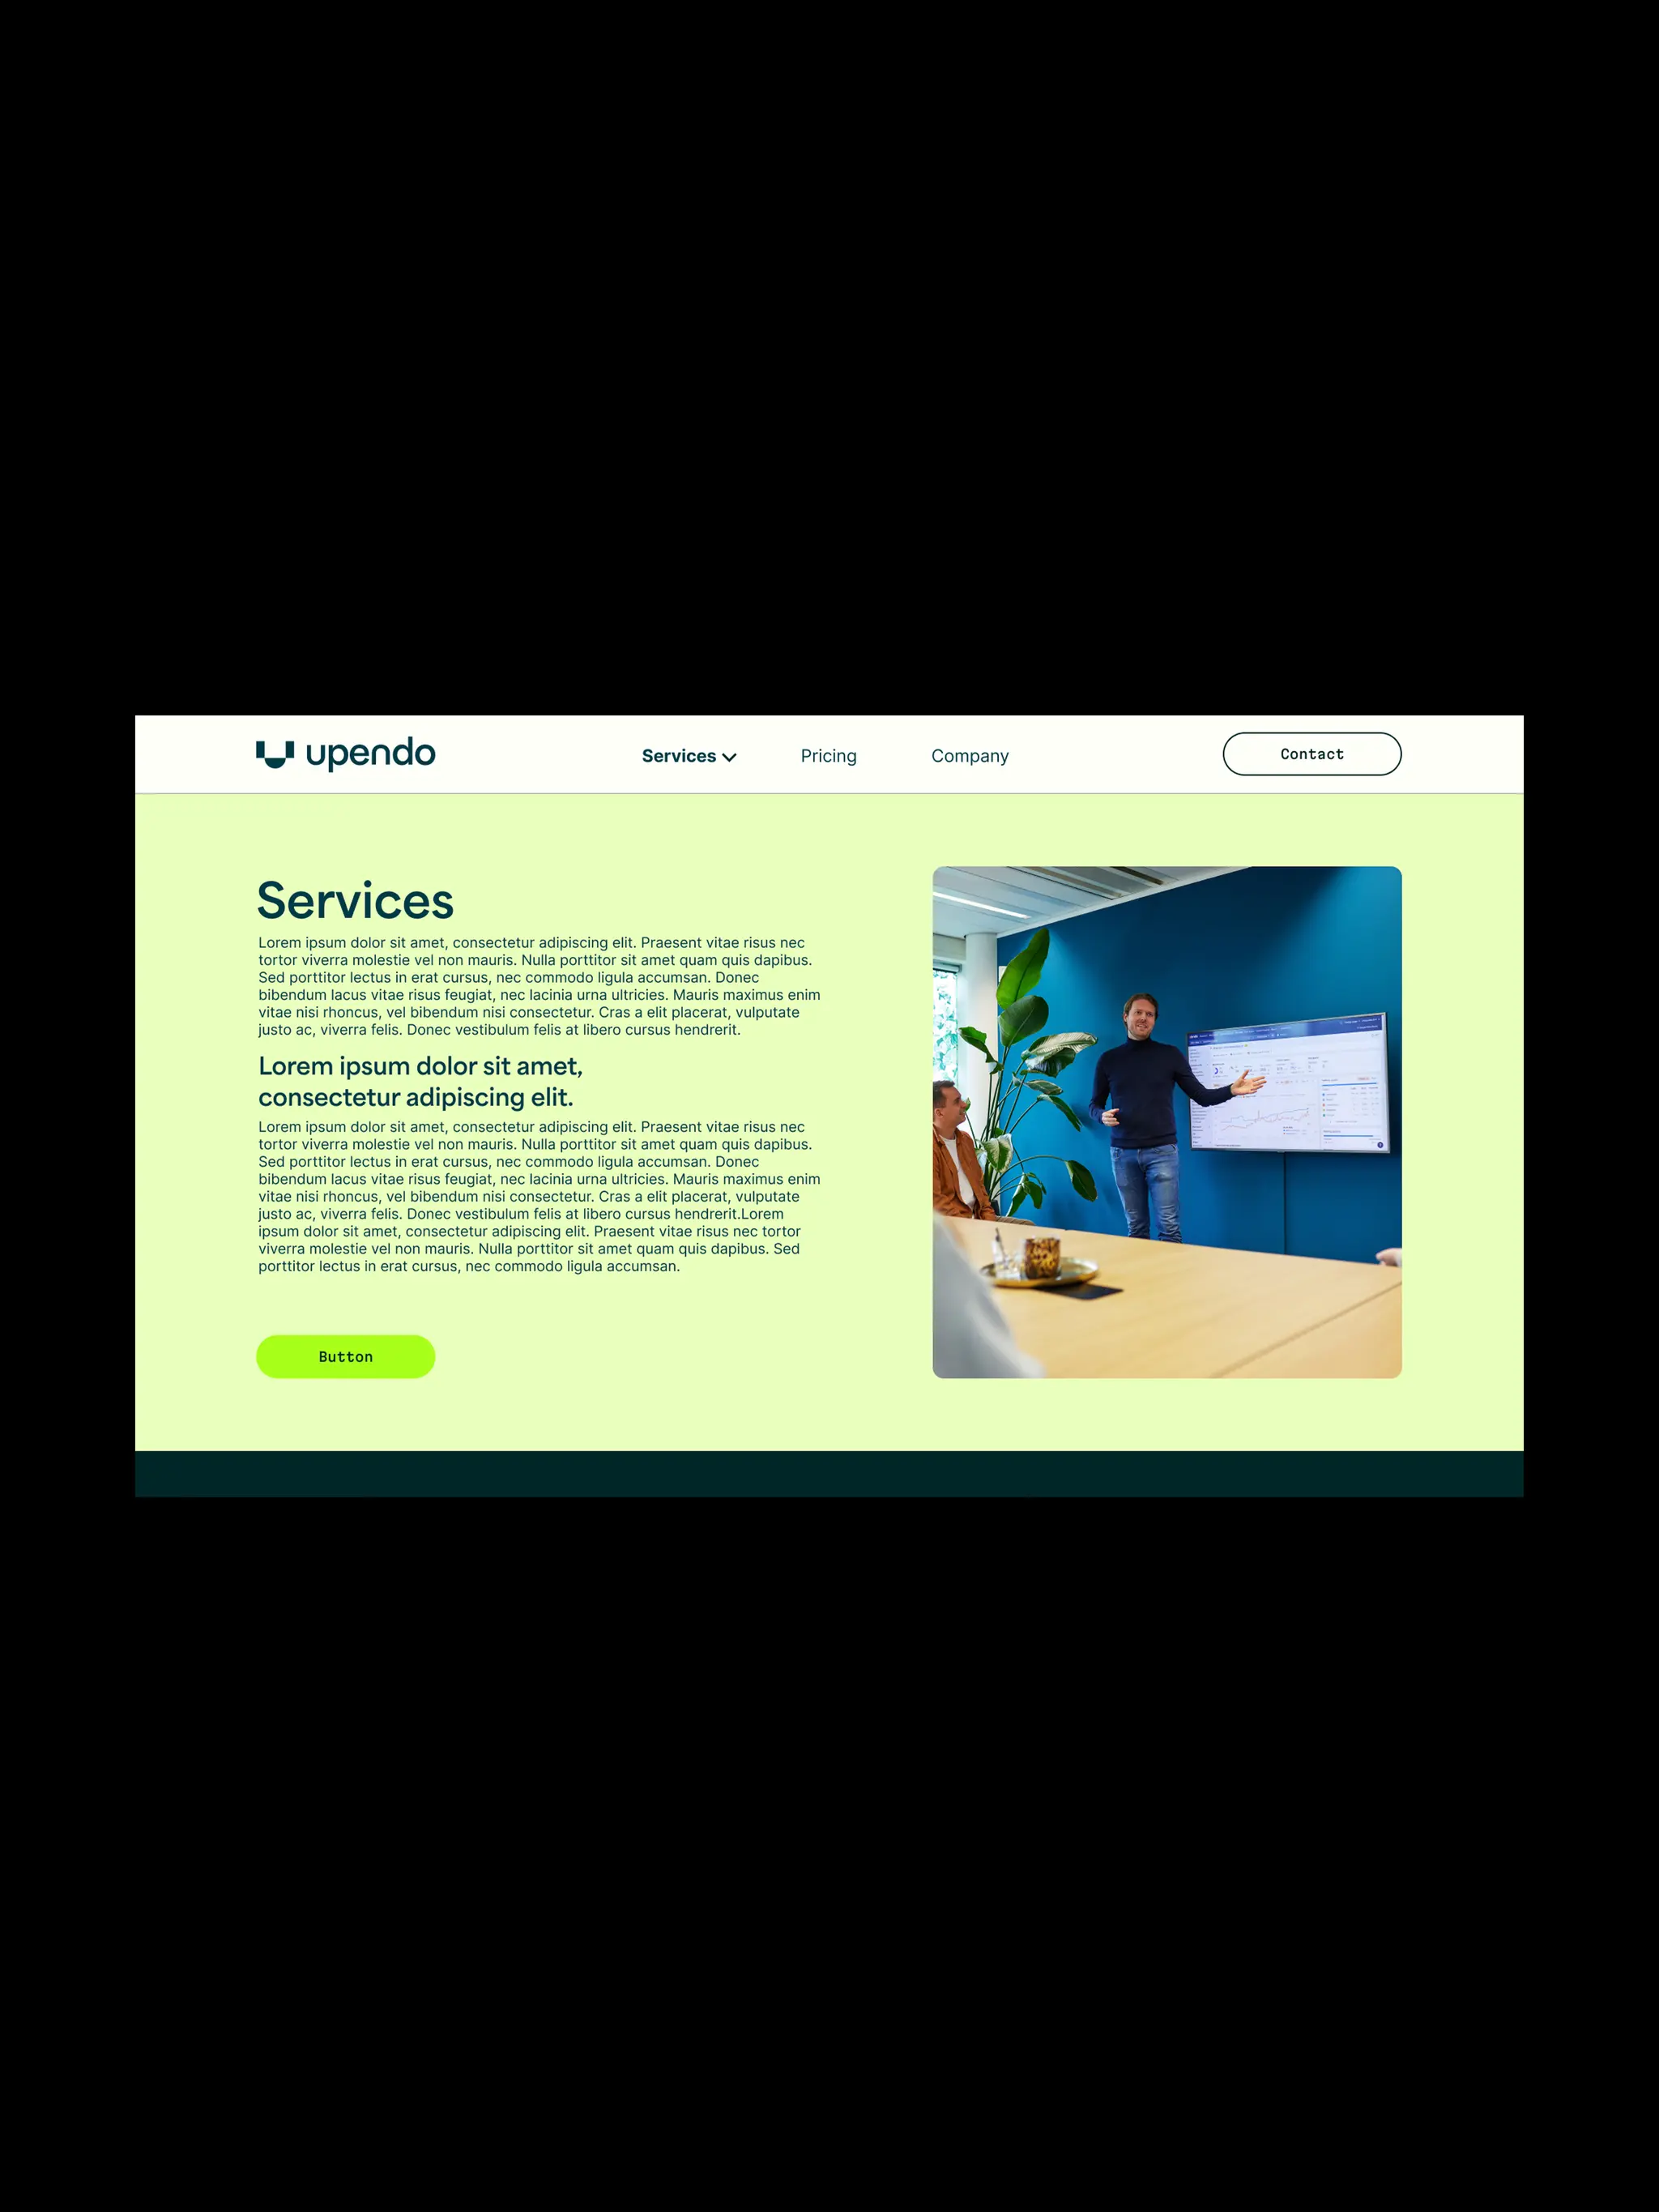 upendo
Services
Pricing
Company
Contact
Services
Lorem ipsum dolor sit amet, consectetur adipiscing elit. Praesent vitae risus nec
tortor viverra molestie vel non mauris. Nulla porttitor sit amet quam quis dapibus.
Sed porttitor lectus in erat cursus, nec commodo ligula accumsan. Donec
bibendum lacus vitae risus feugiat, nec lacinia urna ultricies. Mauris maximus enim
vitae nisi rhoncus, vel bibendum nisi consectetur. Cras a elit placerat, vulputate
justo ac, viverra felis. Donec vestibulum felis at libero cursus hendrerit.
Lorem ipsum dolor sit amet,
consectetur adipiscing elit.
Lorem ipsum dolor sit amet, consectetur adipiscing elit. Praesent vitae risus nec
tortor viverra molestie vel non mauris. Nulla porttitor sit amet quam quis dapibus.
Sed porttitor lectus in erat cursus, nec commodo ligula accumsan. Donec
bibendum lacus vitae risus feugiat, nec lacinia urna ultricies. Mauris maximus enim
vitae nisi rhoncus, vel bibendum nisi consectetur. Cras a elit placerat, vulputate
justo ac, viverra felis. Donec vestibulum felis at libero cursus hendrerit.Lorem
ipsum dolor sit amet, consectetur adipiscing elit. Praesent vitae risus nec tortor
viverra molestie vel non mauris. Nulla porttitor sit amet quam quis dapibus. Sed
porttitor lectus in erat cursus, nec commodo ligula accumsan.
Button